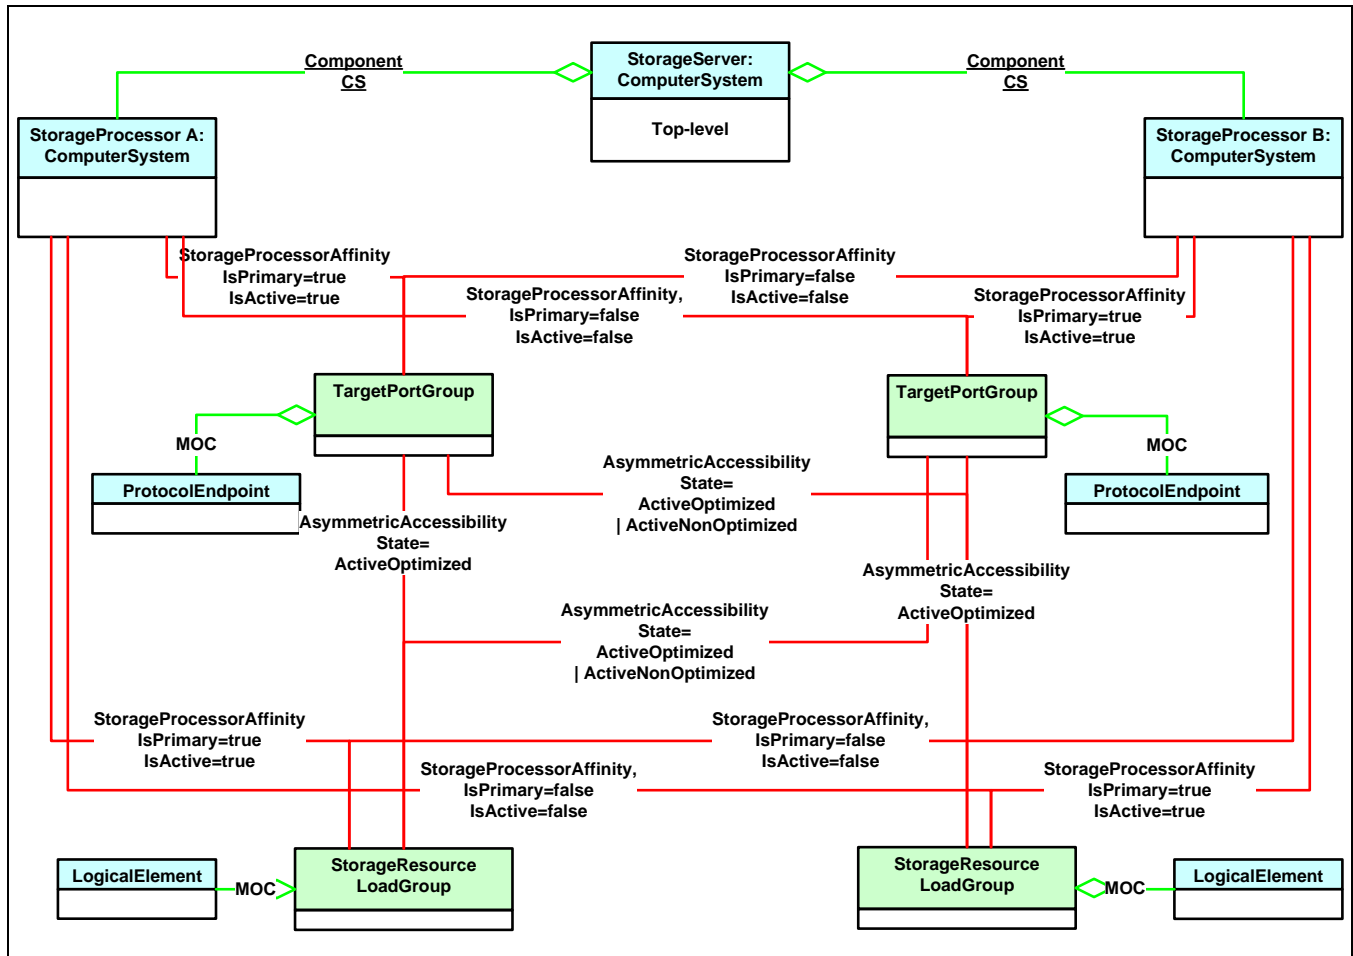 Component
CS
StorageServer:
ComputerSystem
Top-level
Component
CS
StorageProcessor A:
ComputerSystem
StorageProcessor B:
ComputerSystem
StorageProcessorAffinity
IsPrimary=true
IsActive=true
StorageProcessorAffinity
IsPrimary=false
IsActive=false
StorageProcessorAffinity,
IsPrimary=false
IsActive=false
StorageProcessorAffinity
IsPrimary=true
IsActive=true
TargetPortGroup
TargetPortGroup
MOC
MOC
ProtocolEndpoint
ProtocolEndpoint
AsymmetricAccessibility
State=
ActiveOptimized
| ActiveNonOptimized
AsymmetricAccessibility
State=
ActiveOptimized
AsymmetricAccessibility
State=
ActiveOptimized
AsymmetricAccessibility
State=
ActiveOptimized
| ActiveNonOptimized
StorageProcessorAffinity
IsPrimary=true
IsActive=true
StorageProcessorAffinity,
IsPrimary=false
IsActive=false
StorageProcessorAffinity,
IsPrimary=false
IsActive=false
StorageProcessorAffinity
IsPrimary=true
IsActive=true
LogicalElement
MOC
StorageResource
LoadGroup
StorageResource
LoadGroup
MOC
LogicalElement